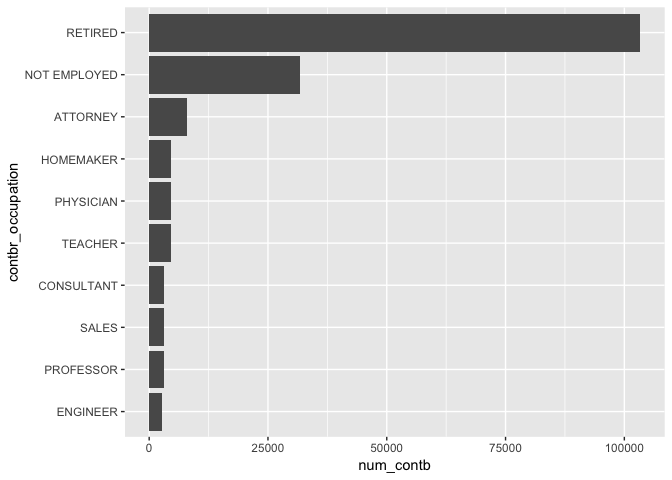 RETIRED
NOT EMPLOYED
ATTORNEY
HOMEMAKER
PHYSICIAN
TEACHER
CONSULTANT
SALES
PROFESSOR
ENGINEER
contbr_occupation
0 25000 50000 75000 100000
num_contb